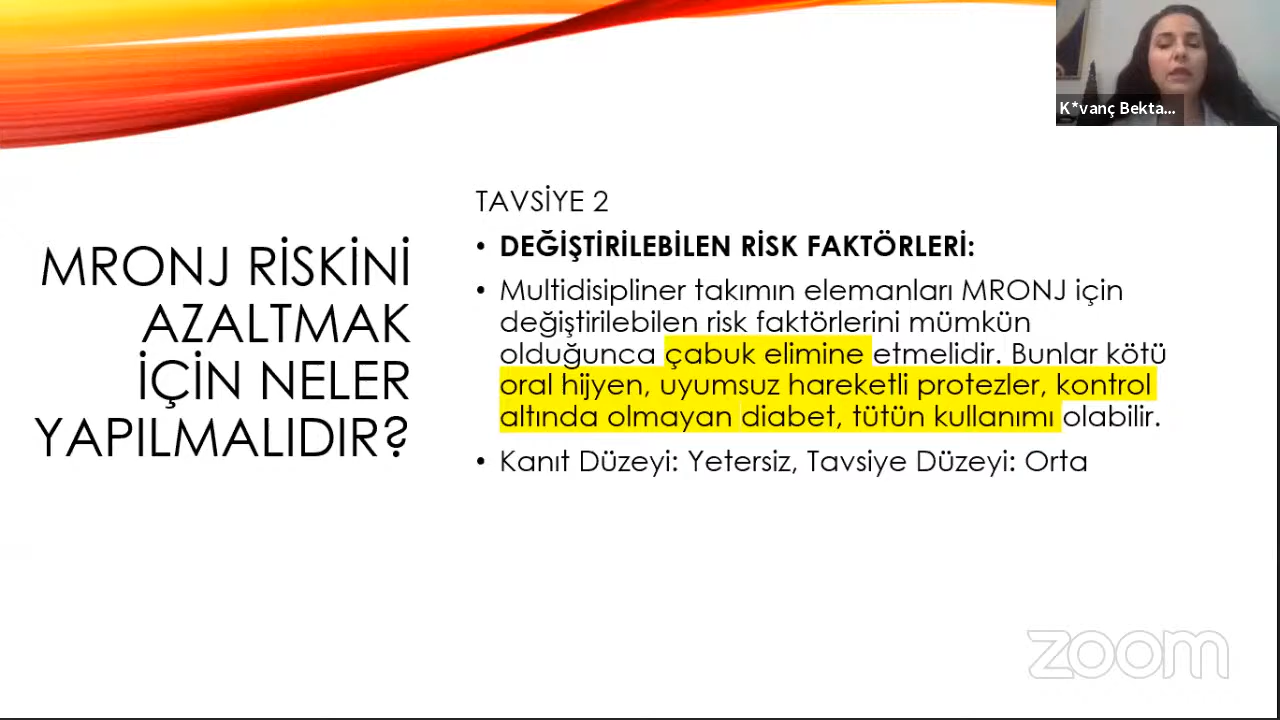 K*vanç Bekta...
MRONJ RİSKİNİ
AZALTMAK
İÇİN NELER
YAPILMALIDIR?
TAVSİYE 2
• DEĞİŞTİRİLEBİLEN RİSK FAKTÖRLERİ:
• Multidisipliner takımın elemanları MRONJ için
değiştirilebilen risk faktörlerini mümkün
olduğunca çabuk elimine etmelidir. Bunlar kötü
oral hijyen, uyumsuz hareketli protezler, kontrol
altında olmayan diabet, tütün kullanımı olabilir.
• Kanıt Düzeyi: Yetersiz, Tavsiye Düzeyi: Orta
zoom